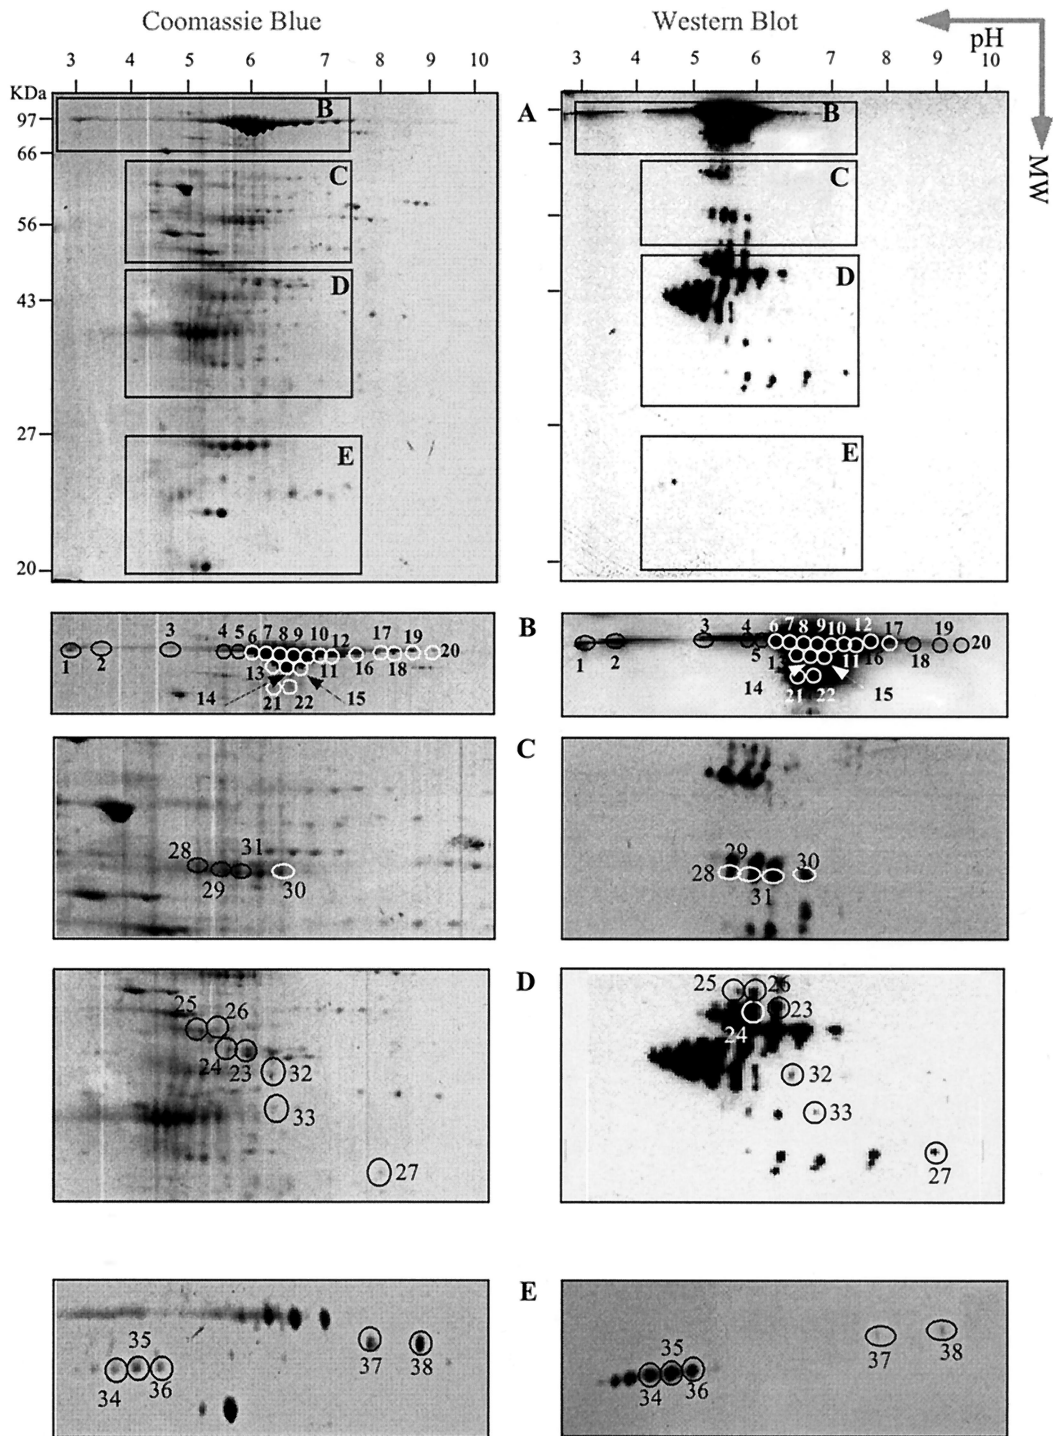 Coomassie Blue Western Blot
pH
3 4 5 6 7 8 9 10 3 4 5 6 7 8 9 10
KDa
B A B
97
66
C C
MW
56
D D
43
27
E E
20
3 4 5 6 7 8 9 10 12 17 19 B 3 4 6 7 8 9 10 12 17 19
1 2 13 11 16 18 20 1 2 5 13 11 16 18 20
14 21 22 15 14 21 22 15
C
28 31 29
29 30 28 30
31
D
25 26 25 26
24 23 23
32 24
33 32
33
27 27
E
35 35
37 38 37 38
34 36 34 36